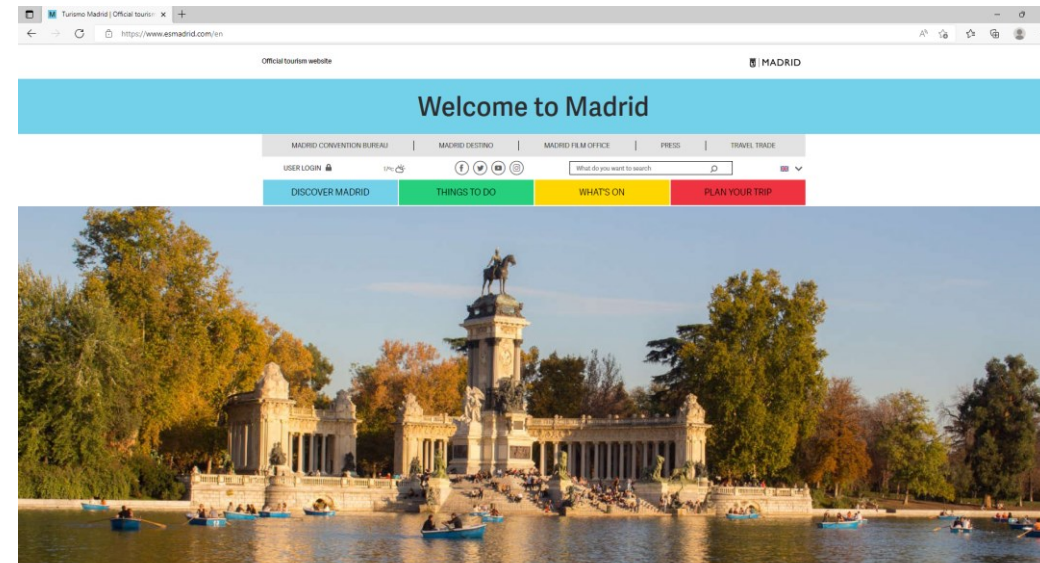 Turismo Madrid | Official tourism
https://www.esmadrid.com/en
Official tourism website
MADRID
Welcome to Madrid
MADRID CONVENTION BUREAU | MADRID DESTINO | MADRID FILM OFFICE | PRESS | TRAVEL TRADE
USER LOGIN What do you want to search
DISCOVER MADRID THINGS TO DO WHAT'S ON PLAN YOUR TRIP